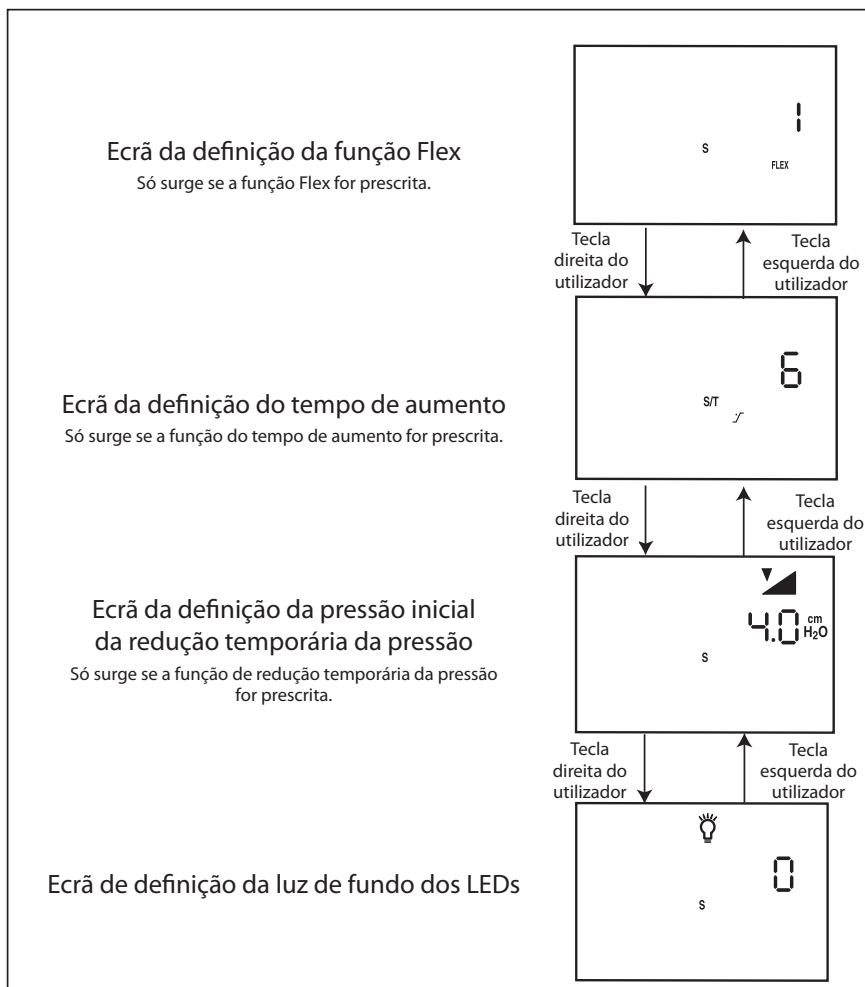 Ecrã da definição da função Flex
Só surge se a função Flex for prescrita.
1
S
FLEX
Tecla
direita do
utilizador
Tecla
esquerda do
utilizador
Ecrã da definição do tempo de aumento
Só surge se a função do tempo de aumento for prescrita.
6
S/T
Tecla
direita do
utilizador
Tecla
esquerda do
utilizador
Ecrã da definição da pressão inicial
da redução temporária da pressão
Só surge se a função de redução temporária da pressão
for prescrita.
4.0 cm H₂O
S
Tecla
direita do
utilizador
Tecla
esquerda do
utilizador
Ecrã de definição da luz de fundo dos LEDs
0
S